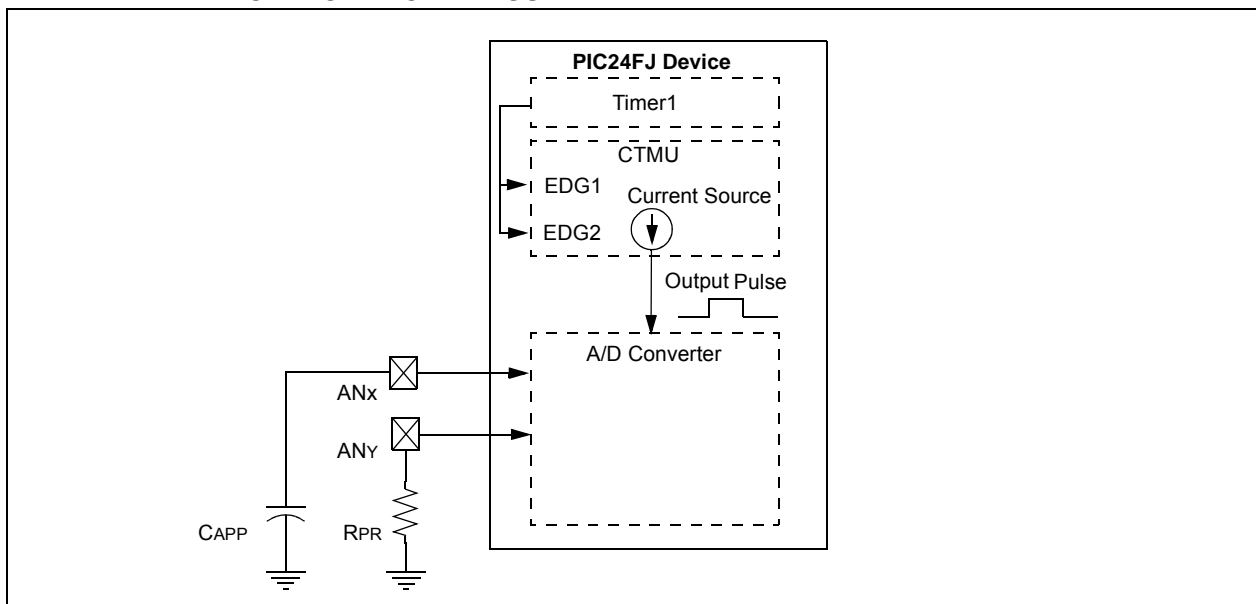 PIC24FJ Device
Timer1
CTMU
EDG1
Current Source
EDG2
Output Pulse
A/D Converter
ANX
ANY
CAPP
RPR